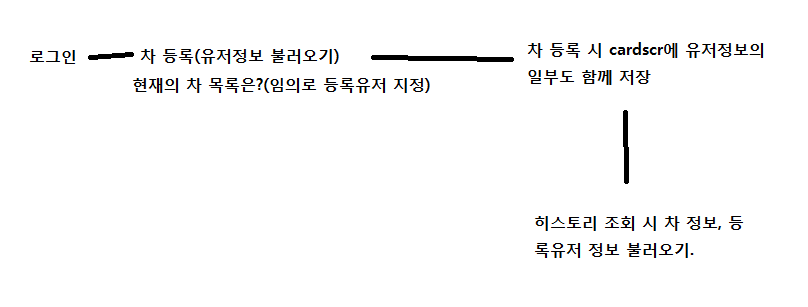 로그인
차 등록(유저정보 불러오기)
현재의 차 목록은?(임의로 등록유저 지정)
차 등록 시 cardscr에 유저정보의
일부도 함께 저장
히스토리 조회 시 차 정보, 등
록유저 정보 불러오기.